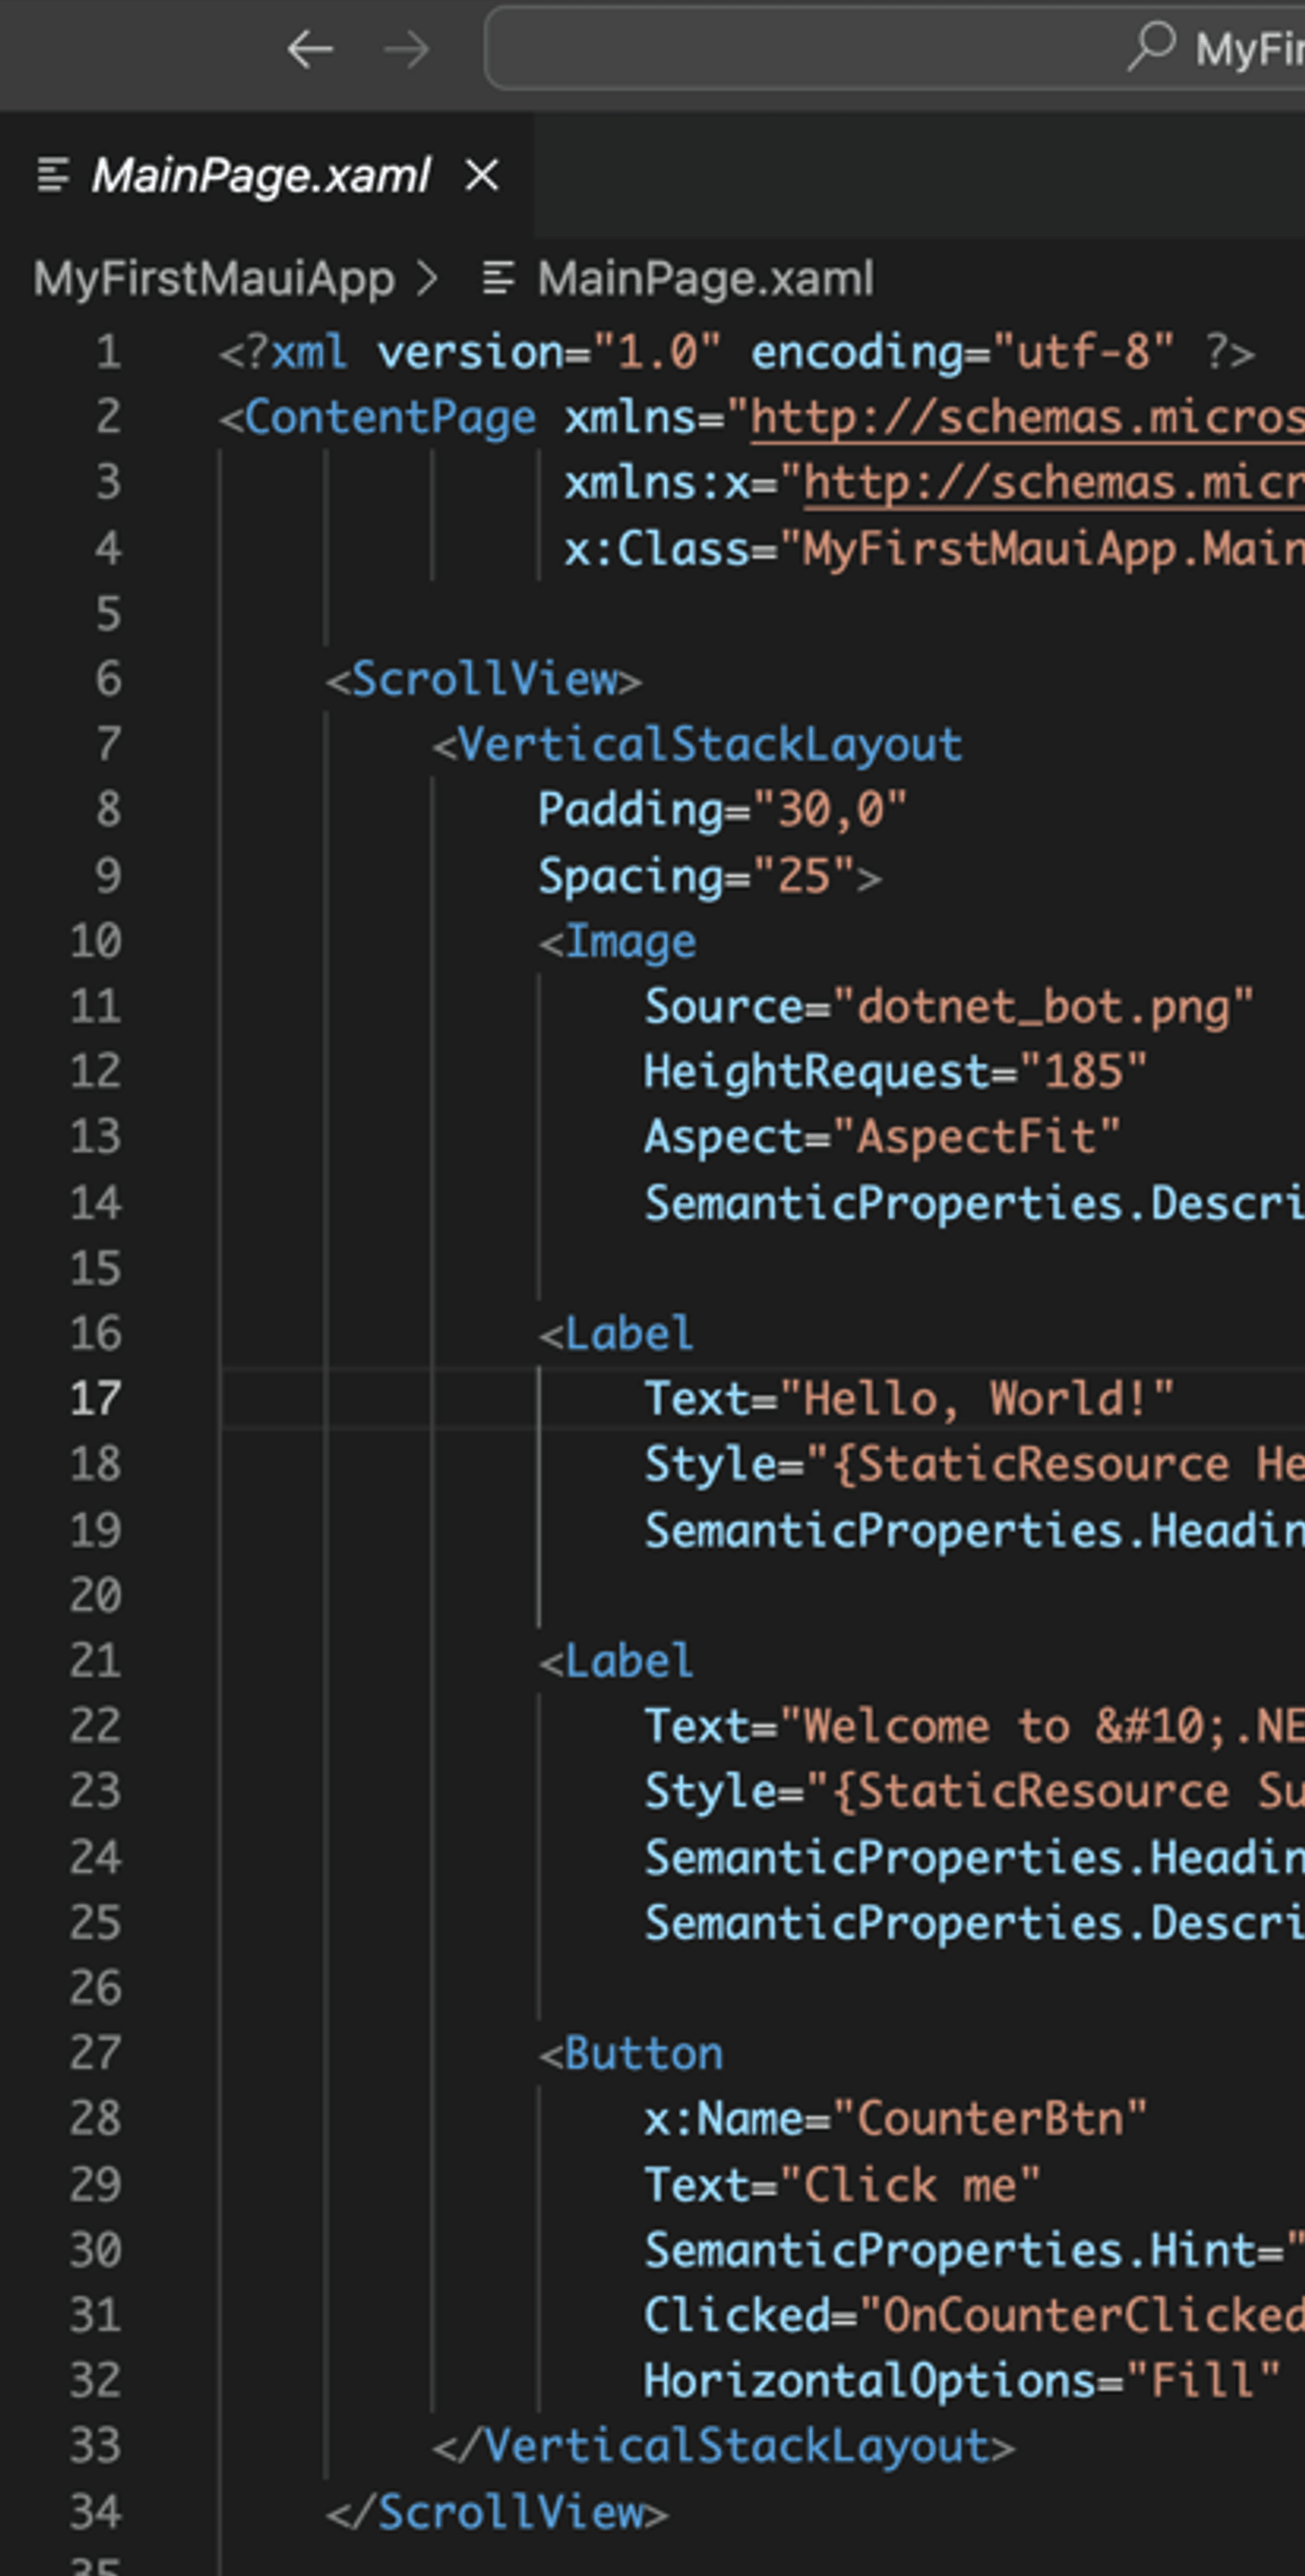 MyFir
MainPage.xaml
MyFirstMauiApp > MainPage.xaml
1 <?xml version="1.0" encoding="utf-8" ?>
2 <ContentPage xmlns="http://schemas.micros
3 xmlns:x="http://schemas.micr
4 x:Class="MyFirstMauiApp.Main
5
6 <ScrollView>
7 <VerticalStackLayout
8 Padding="30,0"
9 Spacing="25">
10 <Image
11 Source="dotnet_bot.png"
12 HeightRequest="185"
13 Aspect="AspectFit"
14 SemanticProperties.Descri
15
16 <Label
17 Text="Hello, World!"
18 Style="{StaticResource He
19 SemanticProperties.Headin
20
21 <Label
22 Text="Welcome to &#10;.NE
23 Style="{StaticResource Su
24 SemanticProperties.Headin
25 SemanticProperties.Descri
26
27 <Button
28 x:Name="CounterBtn"
29 Text="Click me"
30 SemanticProperties.Hint="
31 Clicked="OnCounterClicked
32 HorizontalOptions="Fill"
33 </VerticalStackLayout>
34 </ScrollView>
35